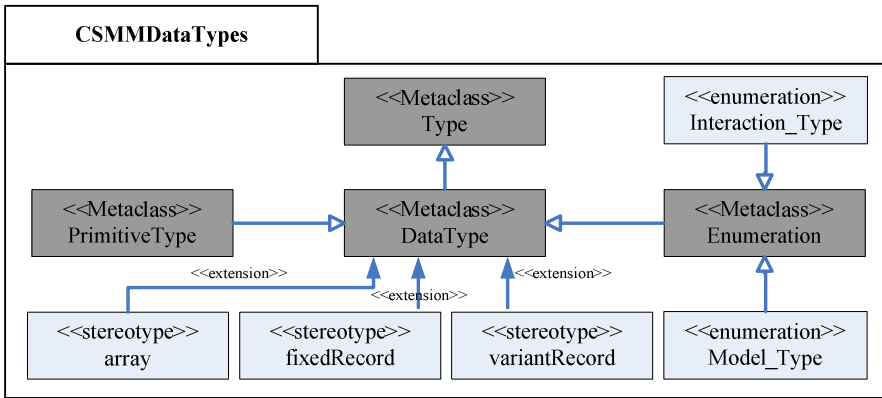 CSMMDataTypes
<<Metaclass>>
Type
<<enumeration>>
Interaction_Type
<<Metaclass>>
PrimitiveType
<<Metaclass>>
DataType
<<Metaclass>>
Enumeration
<<extension>>
<<extension>>
<<extension>>
<<stereotype>>
array
<<stereotype>>
fixedRecord
<<stereotype>>
variantRecord
<<enumeration>>
Model_Type